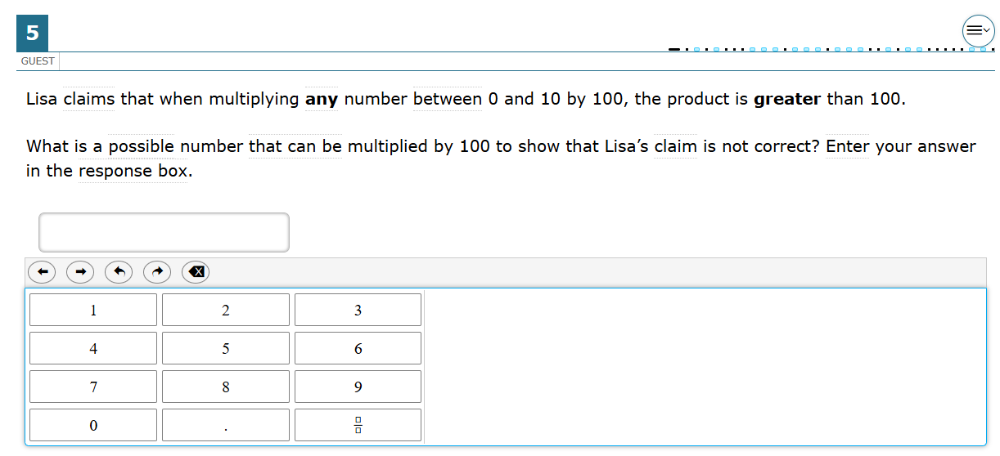 5
GUEST
Lisa claims that when multiplying any number between 0 and 10 by 100, the product is greater than 100.
What is a possible number that can be multiplied by 100 to show that Lisa’s claim is not correct? Enter your answer
in the response box.
1 2 3
4 5 6
7 8 9
0 .